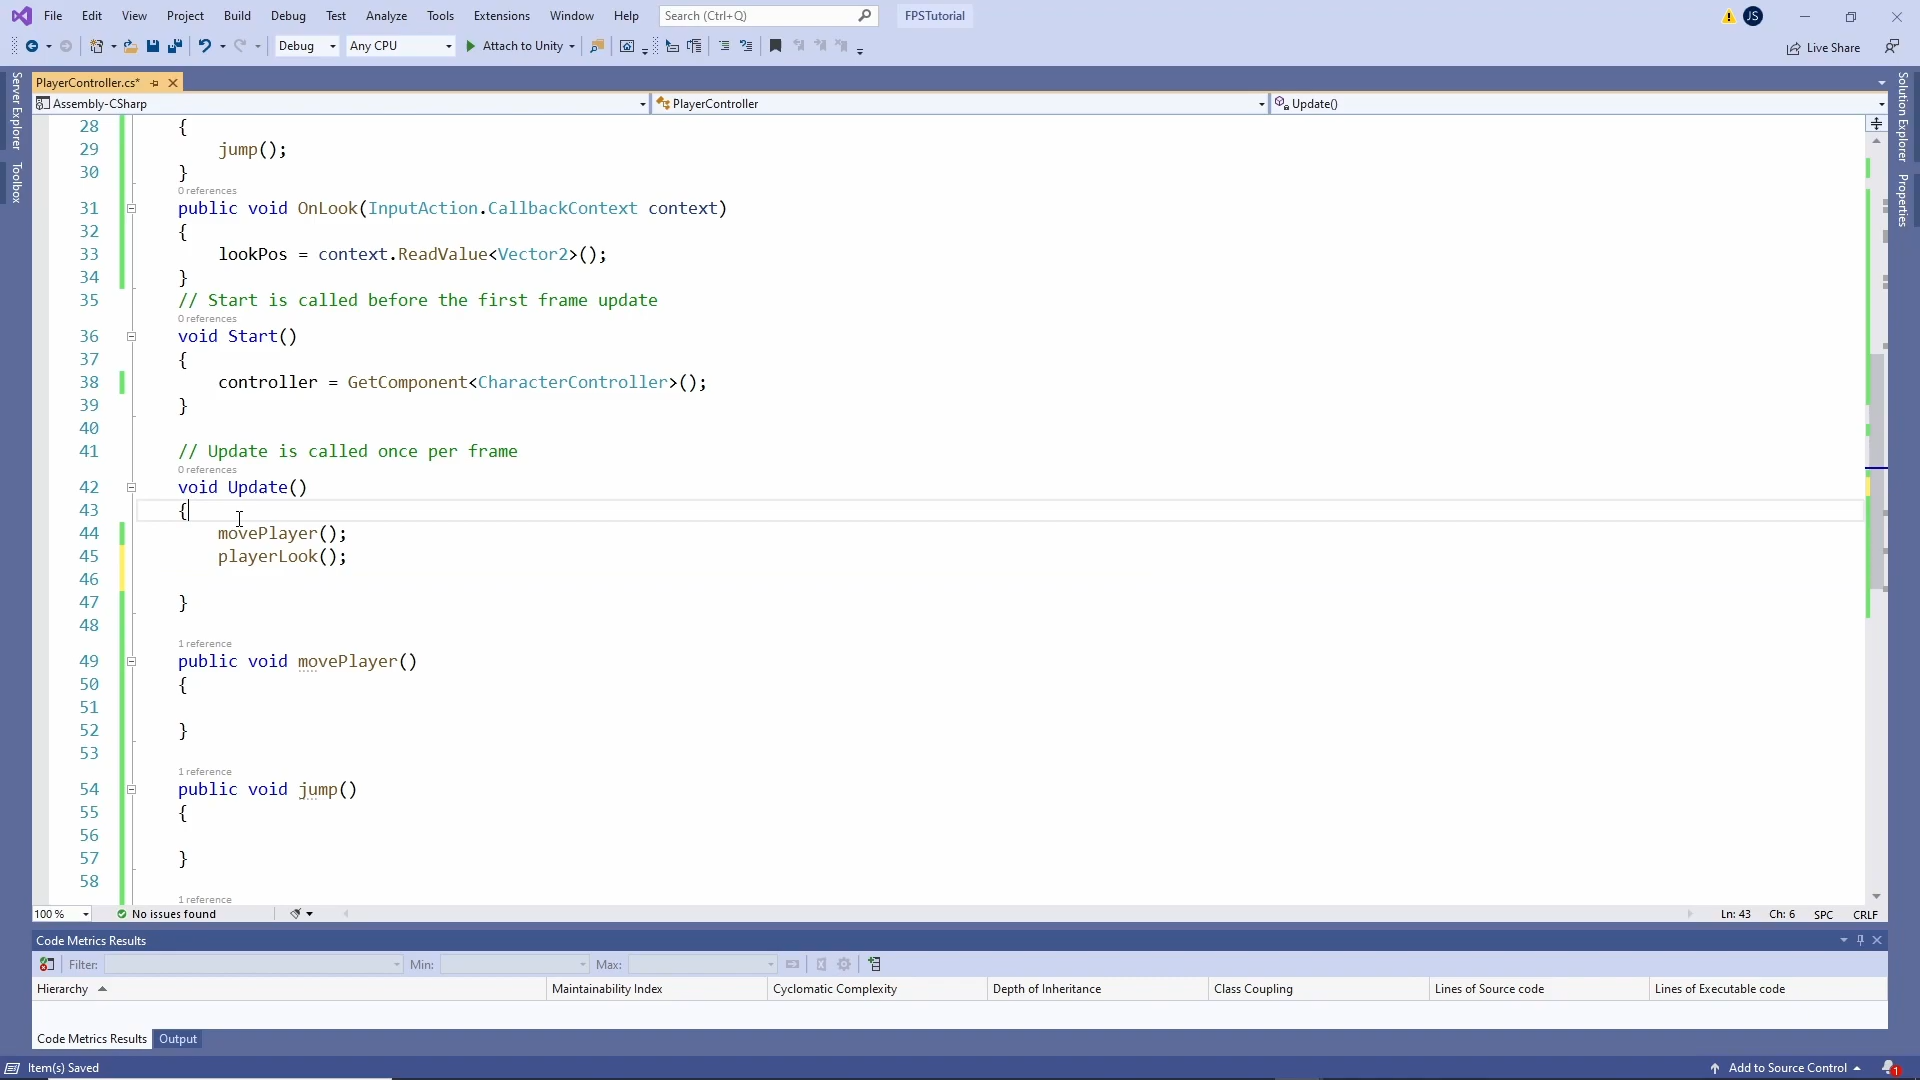 File Edit View Project Build Debug Test Analyze Tools Extensions Window Help Search (Ctrl+Q) FPSTutorial JS
Debug Any CPU Attach to Unity Live Share
PlayerController.cs*
Assembly-CSharp PlayerController Update()
Server Explorer
Toolbox
Solution Explorer
Properties
28 {
29 jump();
30 }
0 references
31 public void OnLook(InputAction.CallbackContext context)
32 {
33 lookPos = context.ReadValue<Vector2>();
34 }
35 // Start is called before the first frame update
0 references
36 void Start()
37 {
38 controller = GetComponent<CharacterController>();
39 }
40
41 // Update is called once per frame
0 references
42 void Update()
43 {
44 movePlayer();
45 playerLook();
46
47 }
48
1 reference
49 public void movePlayer()
50 {
51
52 }
53
1 reference
54 public void jump()
55 {
56
57 }
58
1 reference
100 % No issues found Ln: 43 Ch: 6 SPC CRLF
Code Metrics Results
Filter: Min: Max:
Hierarchy Maintainability Index Cyclomatic Complexity Depth of Inheritance Class Coupling Lines of Source code Lines of Executable code
Code Metrics Results Output
Item(s) Saved Add to Source Control 1